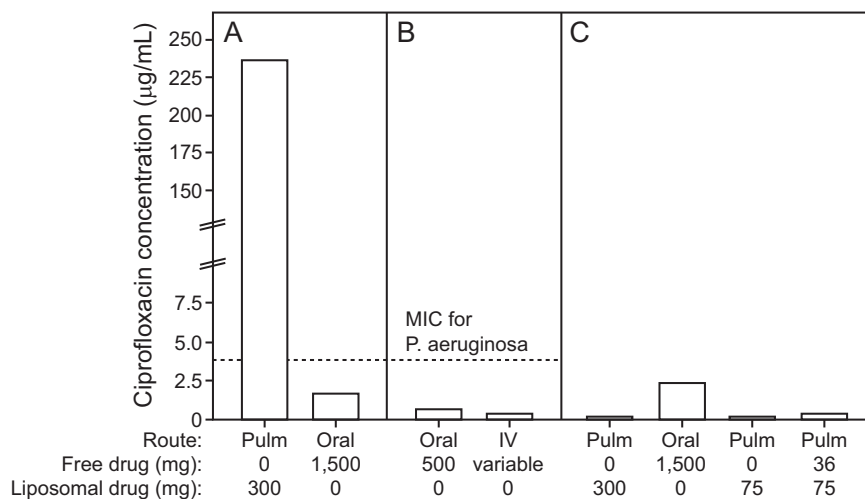 A
B
C
Ciprofloxacin concentration (μg/mL)
250
225
200
175
150
7.5
5.0
2.5
0
MIC for
P. aeruginosa
Route: Pulm Oral Oral IV Pulm Oral Pulm Pulm
Free drug (mg): 0 1,500 500 variable 0 1,500 0 36
Liposomal drug (mg): 300 0 0 0 300 0 75 75